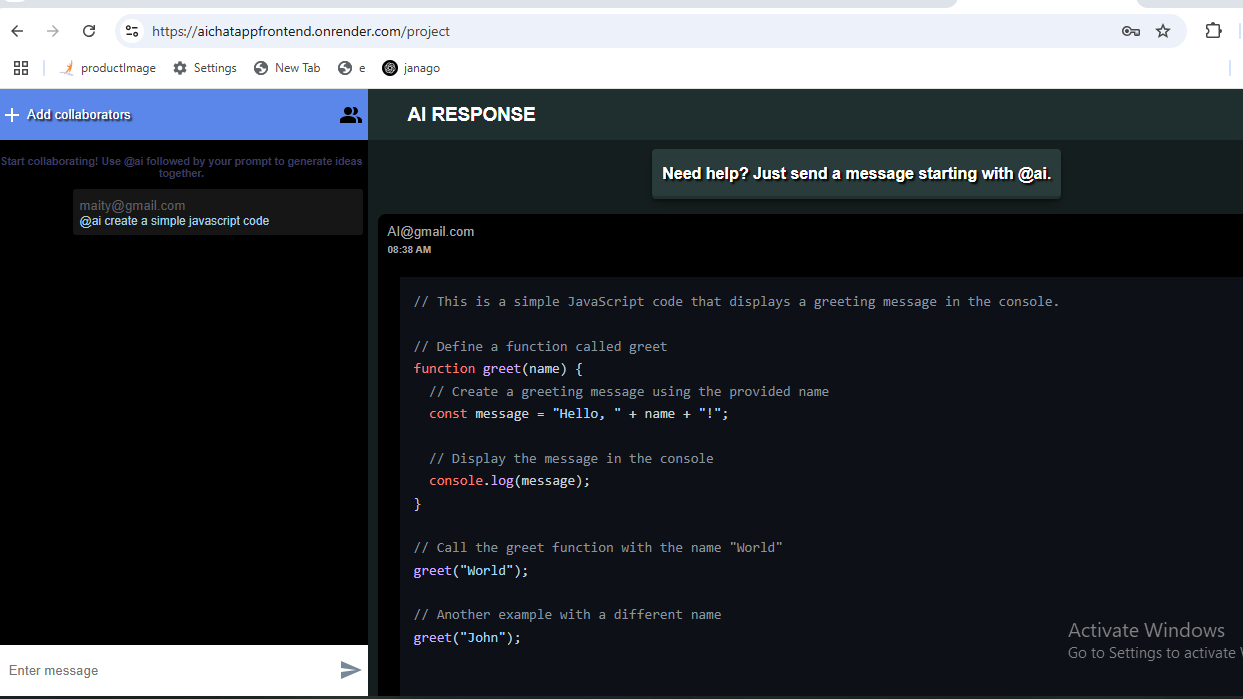 https://aichatappfrontend.onrender.com/project
productImage
Settings
New Tab
e
janago
Add collaborators
Start collaborating! Use @ai followed by your prompt to generate ideas
together.
maity@gmail.com
@ai create a simple javascript code
Enter message
AI RESPONSE
Need help? Just send a message starting with @ai.
AI@gmail.com
08:38 AM
// This is a simple JavaScript code that displays a greeting message in the console.
// Define a function called greet
function greet(name) {
  // Create a greeting message using the provided name
  const message = "Hello, " + name + "!";
  // Display the message in the console
  console.log(message);
}
// Call the greet function with the name "World"
greet("World");
// Another example with a different name
greet("John");
Activate Windows
Go to Settings to activate